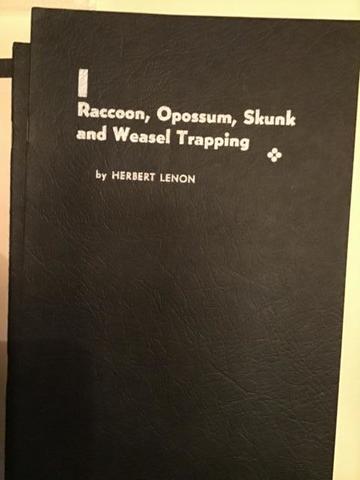 Raccoon, Opossum, Skunk
and Weasel Trapping
by HERBERT LENON